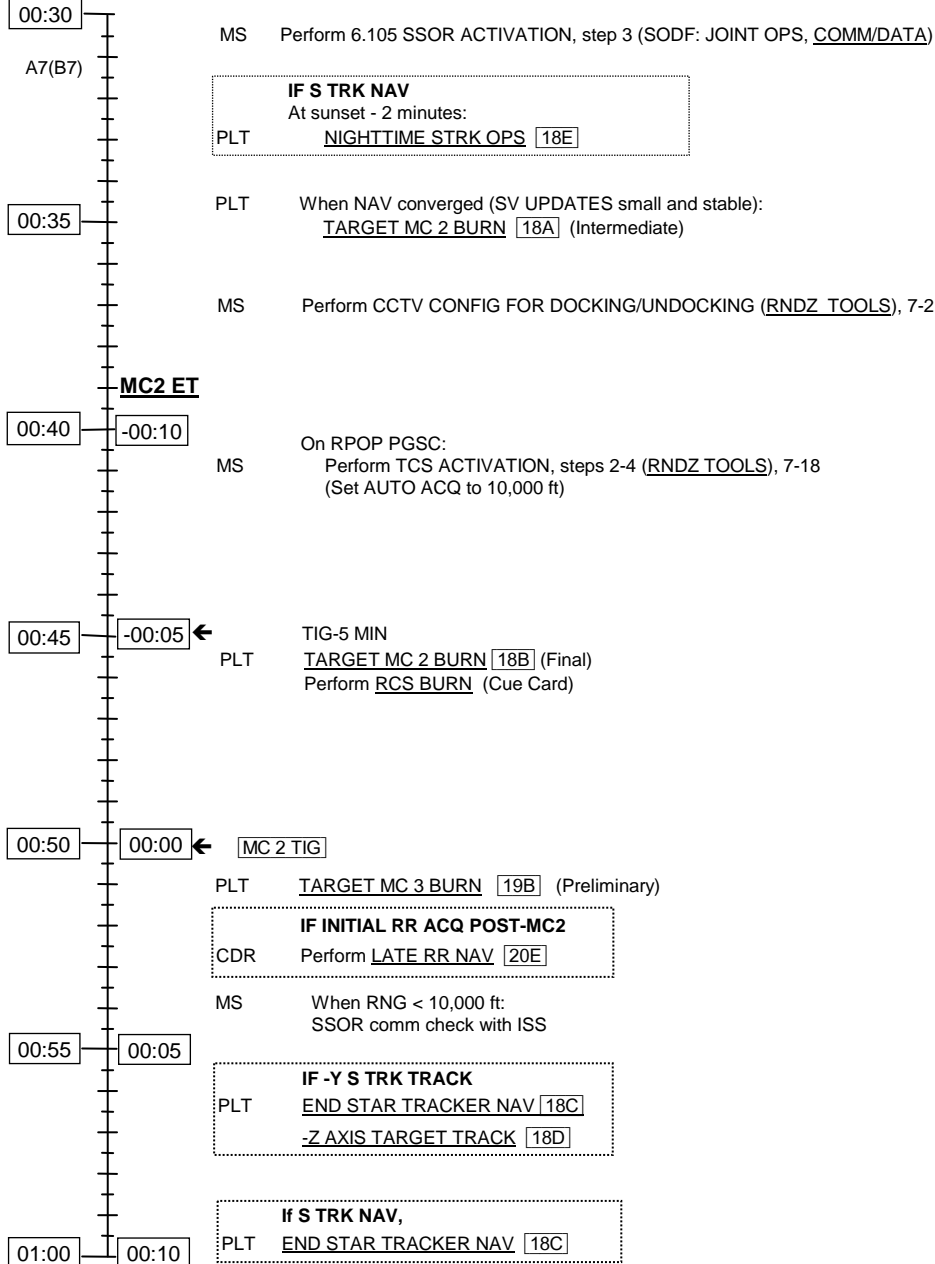 00:30
MS Perform 6.105 SSOR ACTIVATION, step 3 (SODF: JOINT OPS, COMM/DATA)
A7(B7)
IF S TRK NAV
At sunset - 2 minutes:
PLT NIGHTTIME STRK OPS 18E
PLT When NAV converged (SV UPDATES small and stable):
00:35
TARGET MC 2 BURN 18A (Intermediate)
MS Perform CCTV CONFIG FOR DOCKING/UNDOCKING (RNDZ TOOLS), 7-2
MC2 ET
00:40 -00:10
On RPOP PGSC:
MS Perform TCS ACTIVATION, steps 2-4 (RNDZ TOOLS), 7-18
(Set AUTO ACQ to 10,000 ft)
00:45 -00:05 ← TIG-5 MIN
PLT TARGET MC 2 BURN 18B (Final)
Perform RCS BURN (Cue Card)
00:50 00:00 ← MC 2 TIG
PLT TARGET MC 3 BURN 19B (Preliminary)
IF INITIAL RR ACQ POST-MC2
CDR Perform LATE RR NAV 20E
MS When RNG < 10,000 ft:
SSOR comm check with ISS
00:55 00:05
IF -Y S TRK TRACK
PLT END STAR TRACKER NAV 18C
-Z AXIS TARGET TRACK 18D
If S TRK NAV,
PLT END STAR TRACKER NAV 18C
01:00 00:10